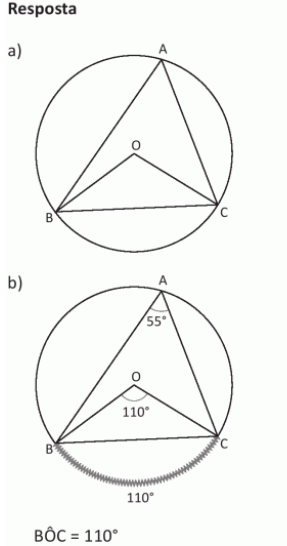 Resposta
a)
A
O
B
C
b)
A
55°
O
110°
B
C
110°
BÔC = 110°